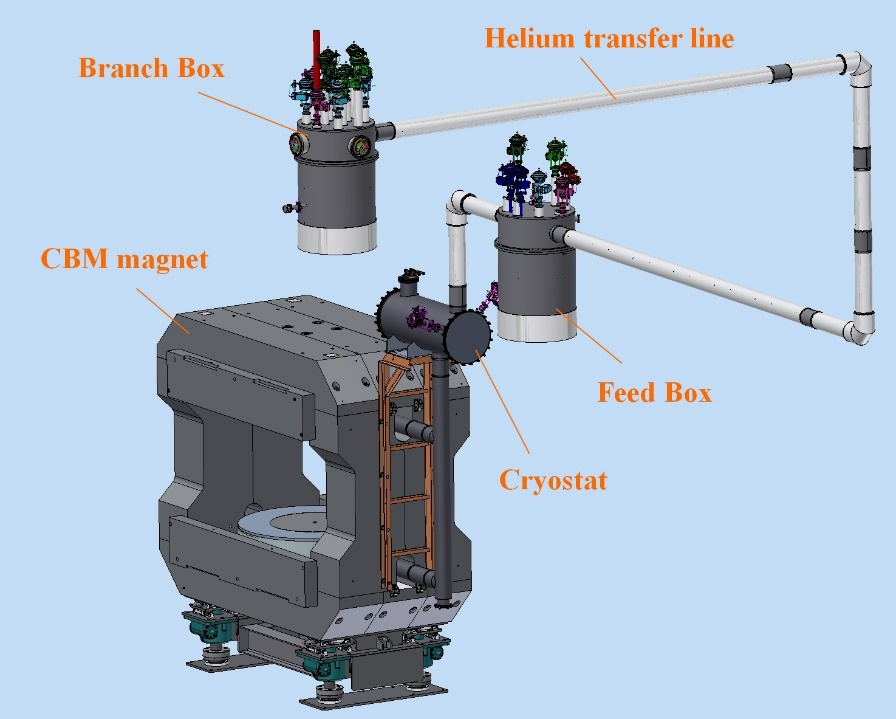 Helium transfer line
Branch Box
CBM magnet
Feed Box
Cryostat